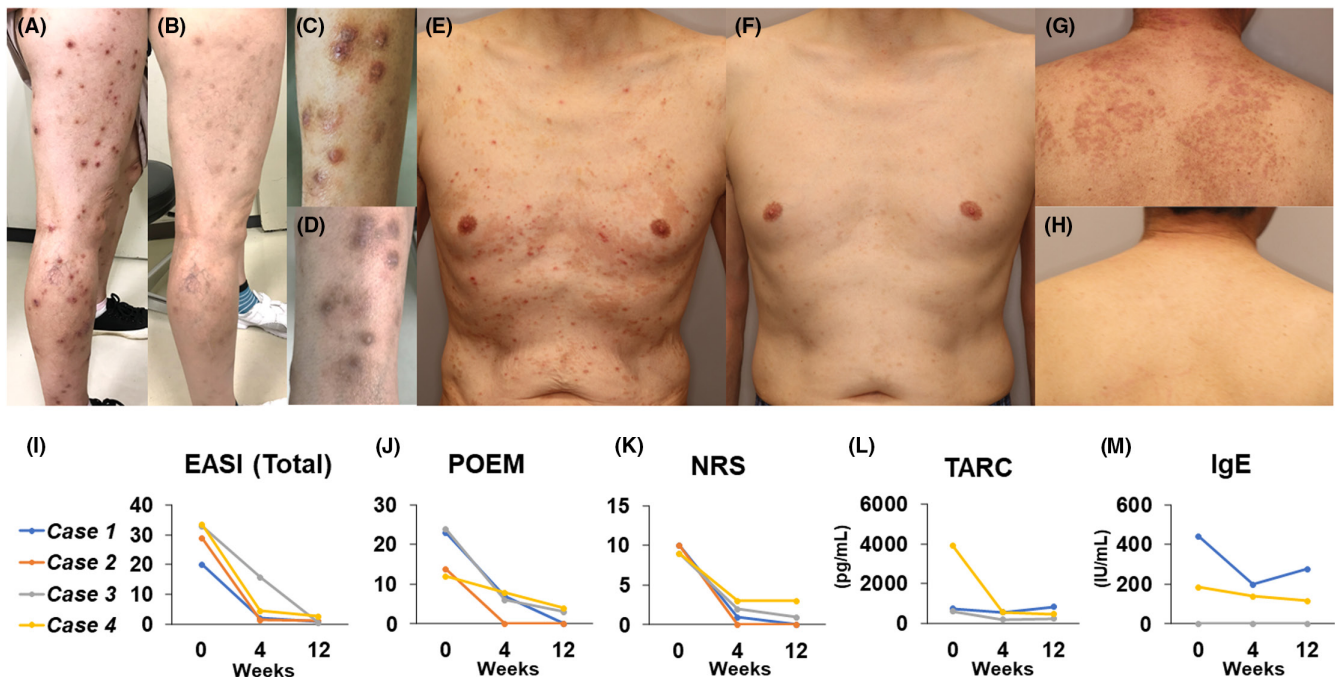 (A) (B) (C) (E) (F) (G)
(D) (H)
(I) (J) (K) (L) (M)
EASI (Total) POEM NRS TARC IgE
Case 1
Case 2
Case 3
Case 4
40
30
20
10
0
0 4 12
Weeks
30
20
10
0
0 4 12
Weeks
15
10
5
0
0 4 12
Weeks
(pg/mL)
6000
4000
2000
0
0 4 12
Weeks
(IU/mL)
600
400
200
0
0 4 12
Weeks